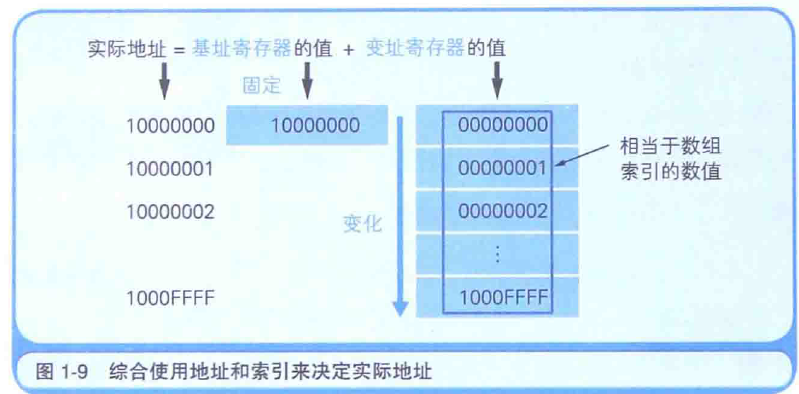 实际地址 = 基址寄存器的值 + 变址寄存器的值
固定
10000000 10000000 00000000
10000001 00000001
10000002 00000002
⋮
1000FFFF 1000FFFF
变化
相当于数组
索引的数值
图 1-9 综合使用地址和索引来决定实际地址